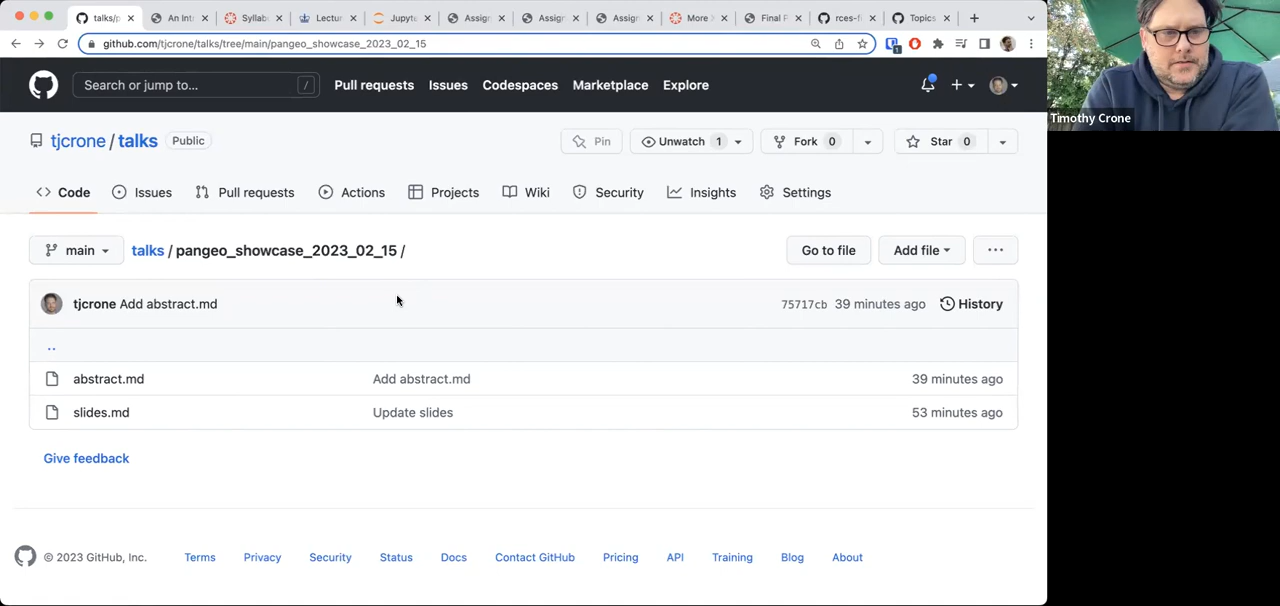 talks/p
An Int
Syllab
Lectur
Jupyte
Assign
Assign
Assign
More
Final P
rces-f
Topics
github.com/tjcrone/talks/tree/main/pangeo_showcase_2023_02_15
1
Search or jump to...
/
Pull requests
Issues
Codespaces
Marketplace
Explore
Timothy Crone
tjcrone / talks
Public
Pin
Unwatch 1
Fork 0
Star 0
Code
Issues
Pull requests
Actions
Projects
Wiki
Security
Insights
Settings
main
talks / pangeo_showcase_2023_02_15 /
Go to file
Add file
...
tjcrone Add abstract.md
75717cb 39 minutes ago
History
..
abstract.md
Add abstract.md
39 minutes ago
slides.md
Update slides
53 minutes ago
Give feedback
© 2023 GitHub, Inc.
Terms
Privacy
Security
Status
Docs
Contact GitHub
Pricing
API
Training
Blog
About